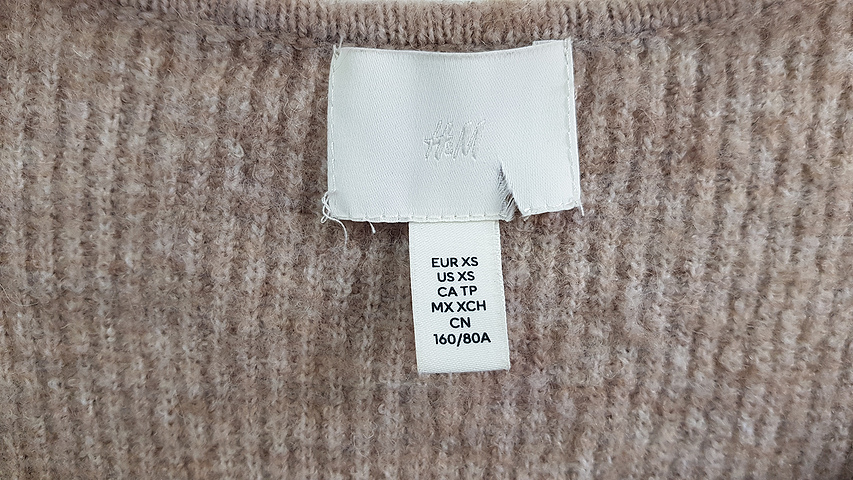 H&M
EUR XS
US XS
CA TP
MX XCH
CN
160/80A